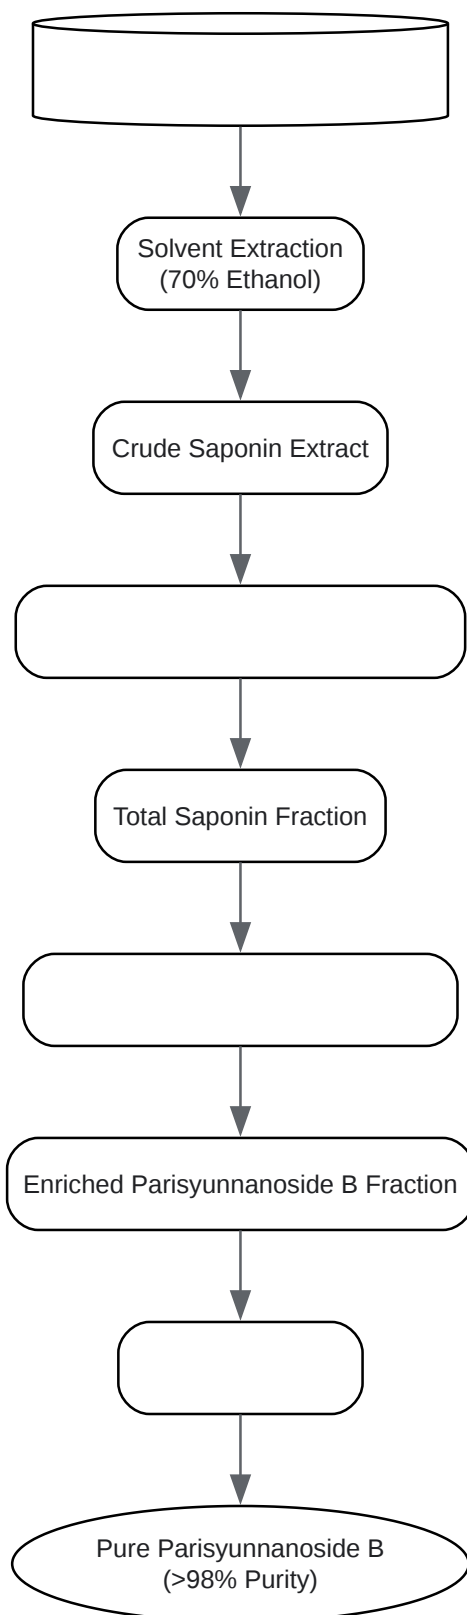 Solvent Extraction
(70% Ethanol)
Crude Saponin Extract
Total Saponin Fraction
Enriched Parisyunnanoside B Fraction
Pure Parisyunnanoside B
(>98% Purity)